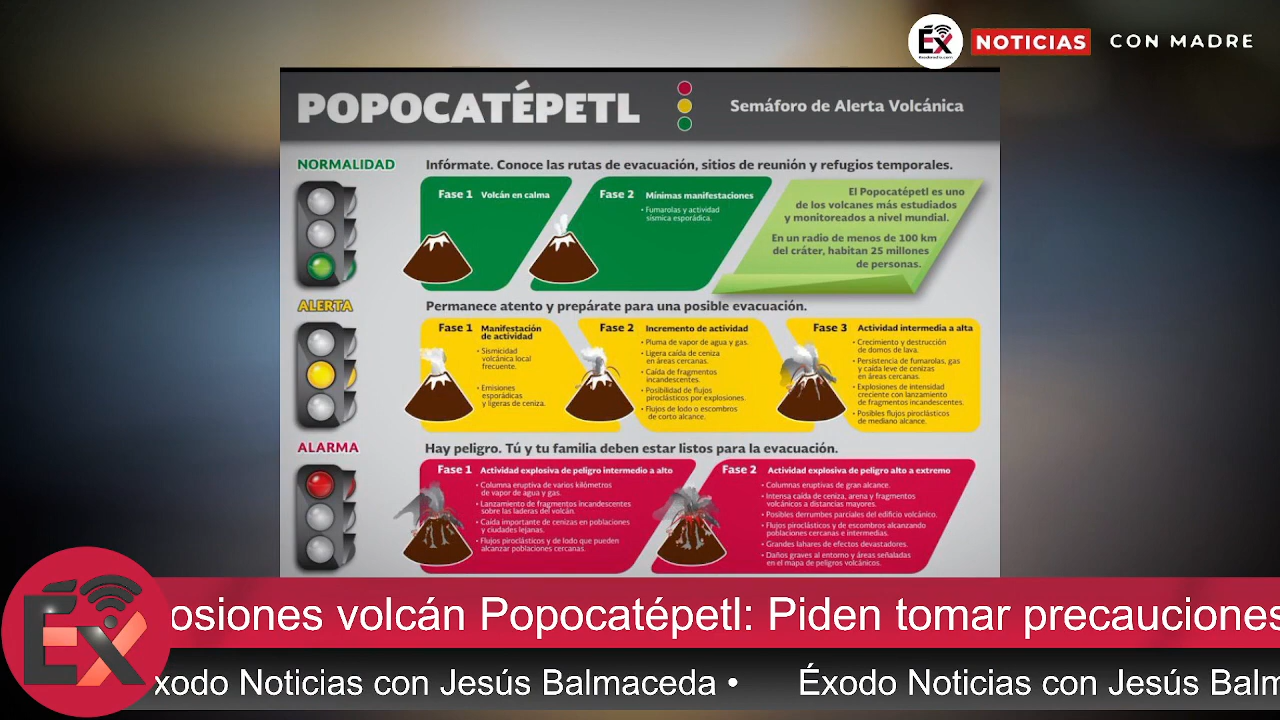 ÉX
NOTICIAS
CON MADRE
POPOCATÉPETL
Semáforo de Alerta Volcánica
NORMALIDAD
Infórmate. Conoce las rutas de evacuación, sitios de reunión y refugios temporales.
Fase 1 Volcán en calma
Fase 2 Mínimas manifestaciones
• Fumarolas y actividad
sísmica esporádica.
El Popocatépetl es uno
de los volcanes más estudiados
y monitoreados a nivel mundial.
En un radio de menos de 100 km
del cráter, habitan 25 millones
de personas.
ALERTA
Permanece atento y prepárate para una posible evacuación.
Fase 1 Manifestación
de actividad
• Sismicidad
volcánica local
frecuente.
• Emisiones
esporádicas
y ligeras de ceniza.
Fase 2 Incremento de actividad
• Pluma de vapor de agua y gas.
• Ligera caída de ceniza
en áreas cercanas.
• Caída de fragmentos
incandescentes.
• Posibilidad de flujos
piroclásticos por explosiones.
• Flujos de lodo o escombros
de corto alcance.
Fase 3 Actividad intermedia a alta
• Crecimiento y destrucción
de domos de lava.
• Persistencia de fumarolas, gas
y caída leve de cenizas
en áreas cercanas.
• Explosiones de intensidad
creciente con lanzamiento
de fragmentos incandescentes.
• Posibles flujos piroclásticos
de mediano alcance.
ALARMA
Hay peligro. Tú y tu familia deben estar listos para la evacuación.
Fase 1 Actividad explosiva de peligro intermedio a alto
• Columna eruptiva de varios kilómetros
de vapor de agua y gas.
• Lanzamiento de fragmentos incandescentes
sobre las laderas del volcán.
• Caída importante de cenizas en poblaciones
y ciudades lejanas.
• Flujos piroclásticos y de lodo que pueden
alcanzar poblaciones cercanas.
Fase 2 Actividad explosiva de peligro alto a extremo
• Columnas eruptivas de gran alcance.
• Intensa caída de ceniza, arena y fragmentos
volcánicos a distancias mayores.
• Posibles derrumbes parciales del edificio volcánico.
• Flujos piroclásticos y de escombros alcanzando
poblaciones cercanas e intermedias.
• Grandes lahares de efectos devastadores.
• Daños graves al entorno y áreas señaladas
en el mapa de peligros volcánicos.
ÉX
osiones volcán Popocatépetl: Piden tomar precauciones
xodo Noticias con Jesús Balmaceda • Éxodo Noticias con Jesús Balm